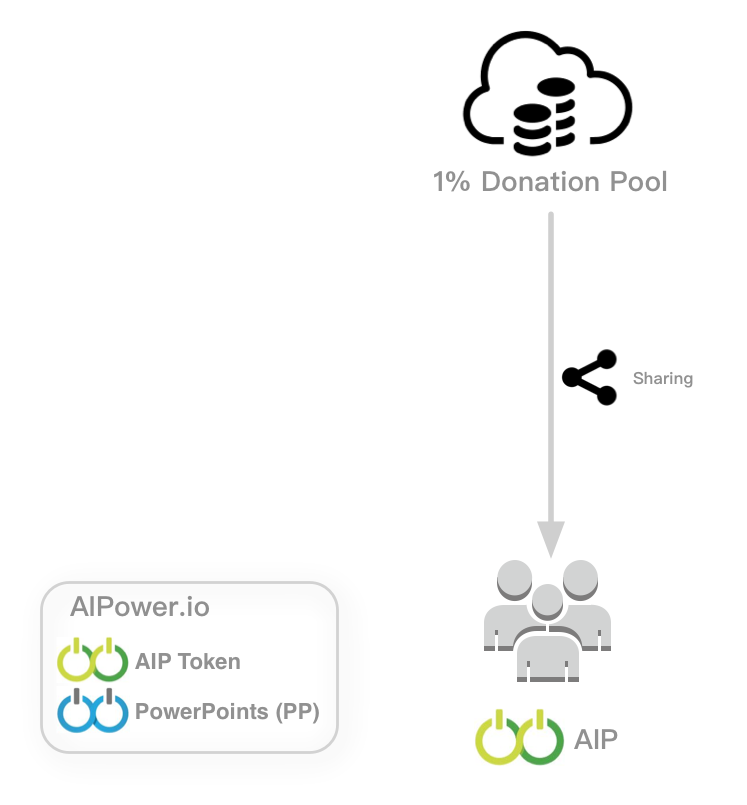 1% Donation Pool
Sharing
AIPower.io
AIP Token
PowerPoints (PP)
AIP